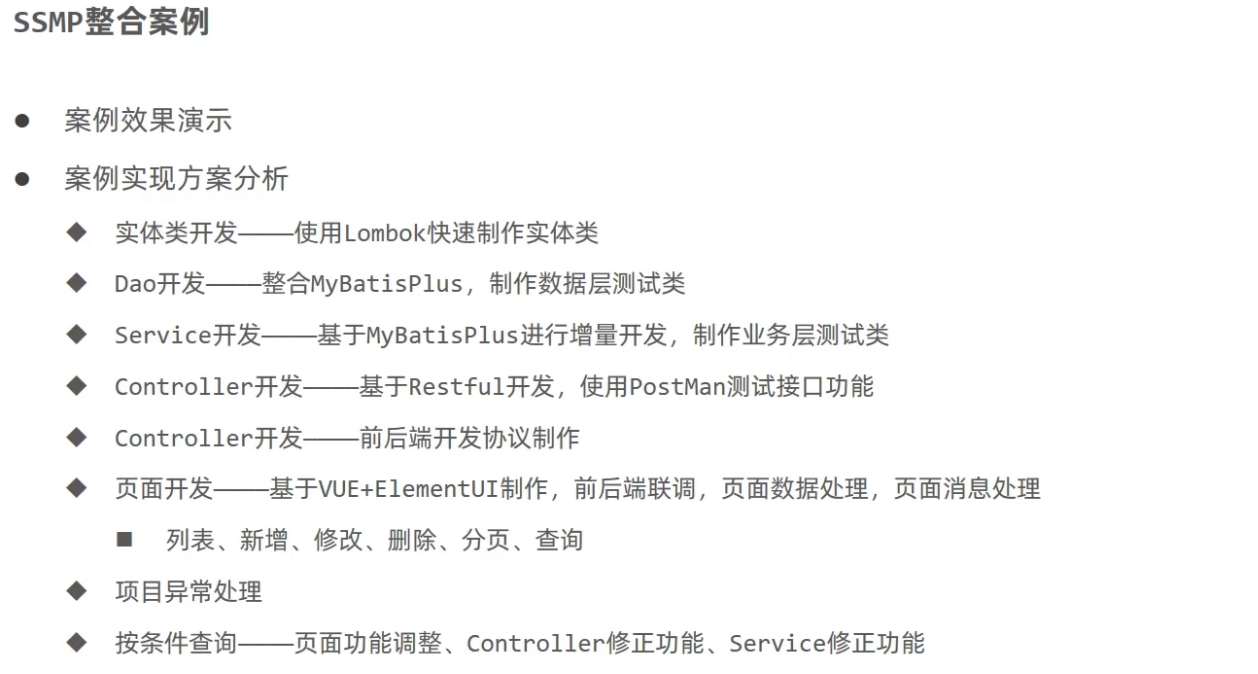 SSMP整合案例
● 案例效果演示
● 案例实现方案分析
◆ 实体类开发————使用Lombok快速制作实体类
◆ Dao开发————整合MyBatisPlus，制作数据层测试类
◆ Service开发————基于MyBatisPlus进行增量开发，制作业务层测试类
◆ Controller开发————基于Restful开发，使用PostMan测试接口功能
◆ Controller开发————前后端开发协议制作
◆ 页面开发————基于VUE+ElementUI制作，前后端联调，页面数据处理，页面消息处理
■ 列表、新增、修改、删除、分页、查询
◆ 项目异常处理
◆ 按条件查询————页面功能调整、Controller修正功能、Service修正功能